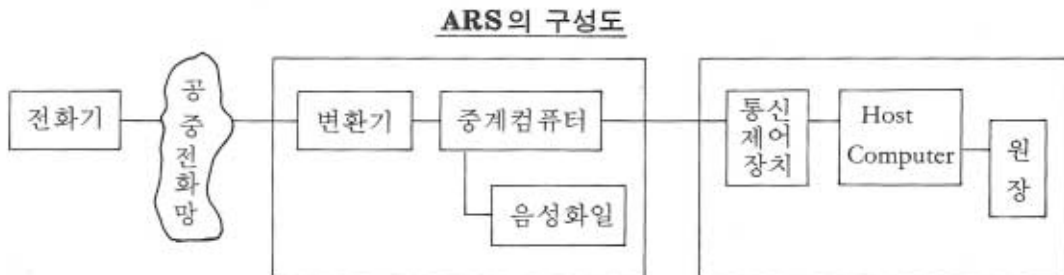 ARS의 구성도
전화기
공
중
전
화
망
변환기
중계컴퓨터
음성화일
통신
제어
장치
Host
Computer
원
장